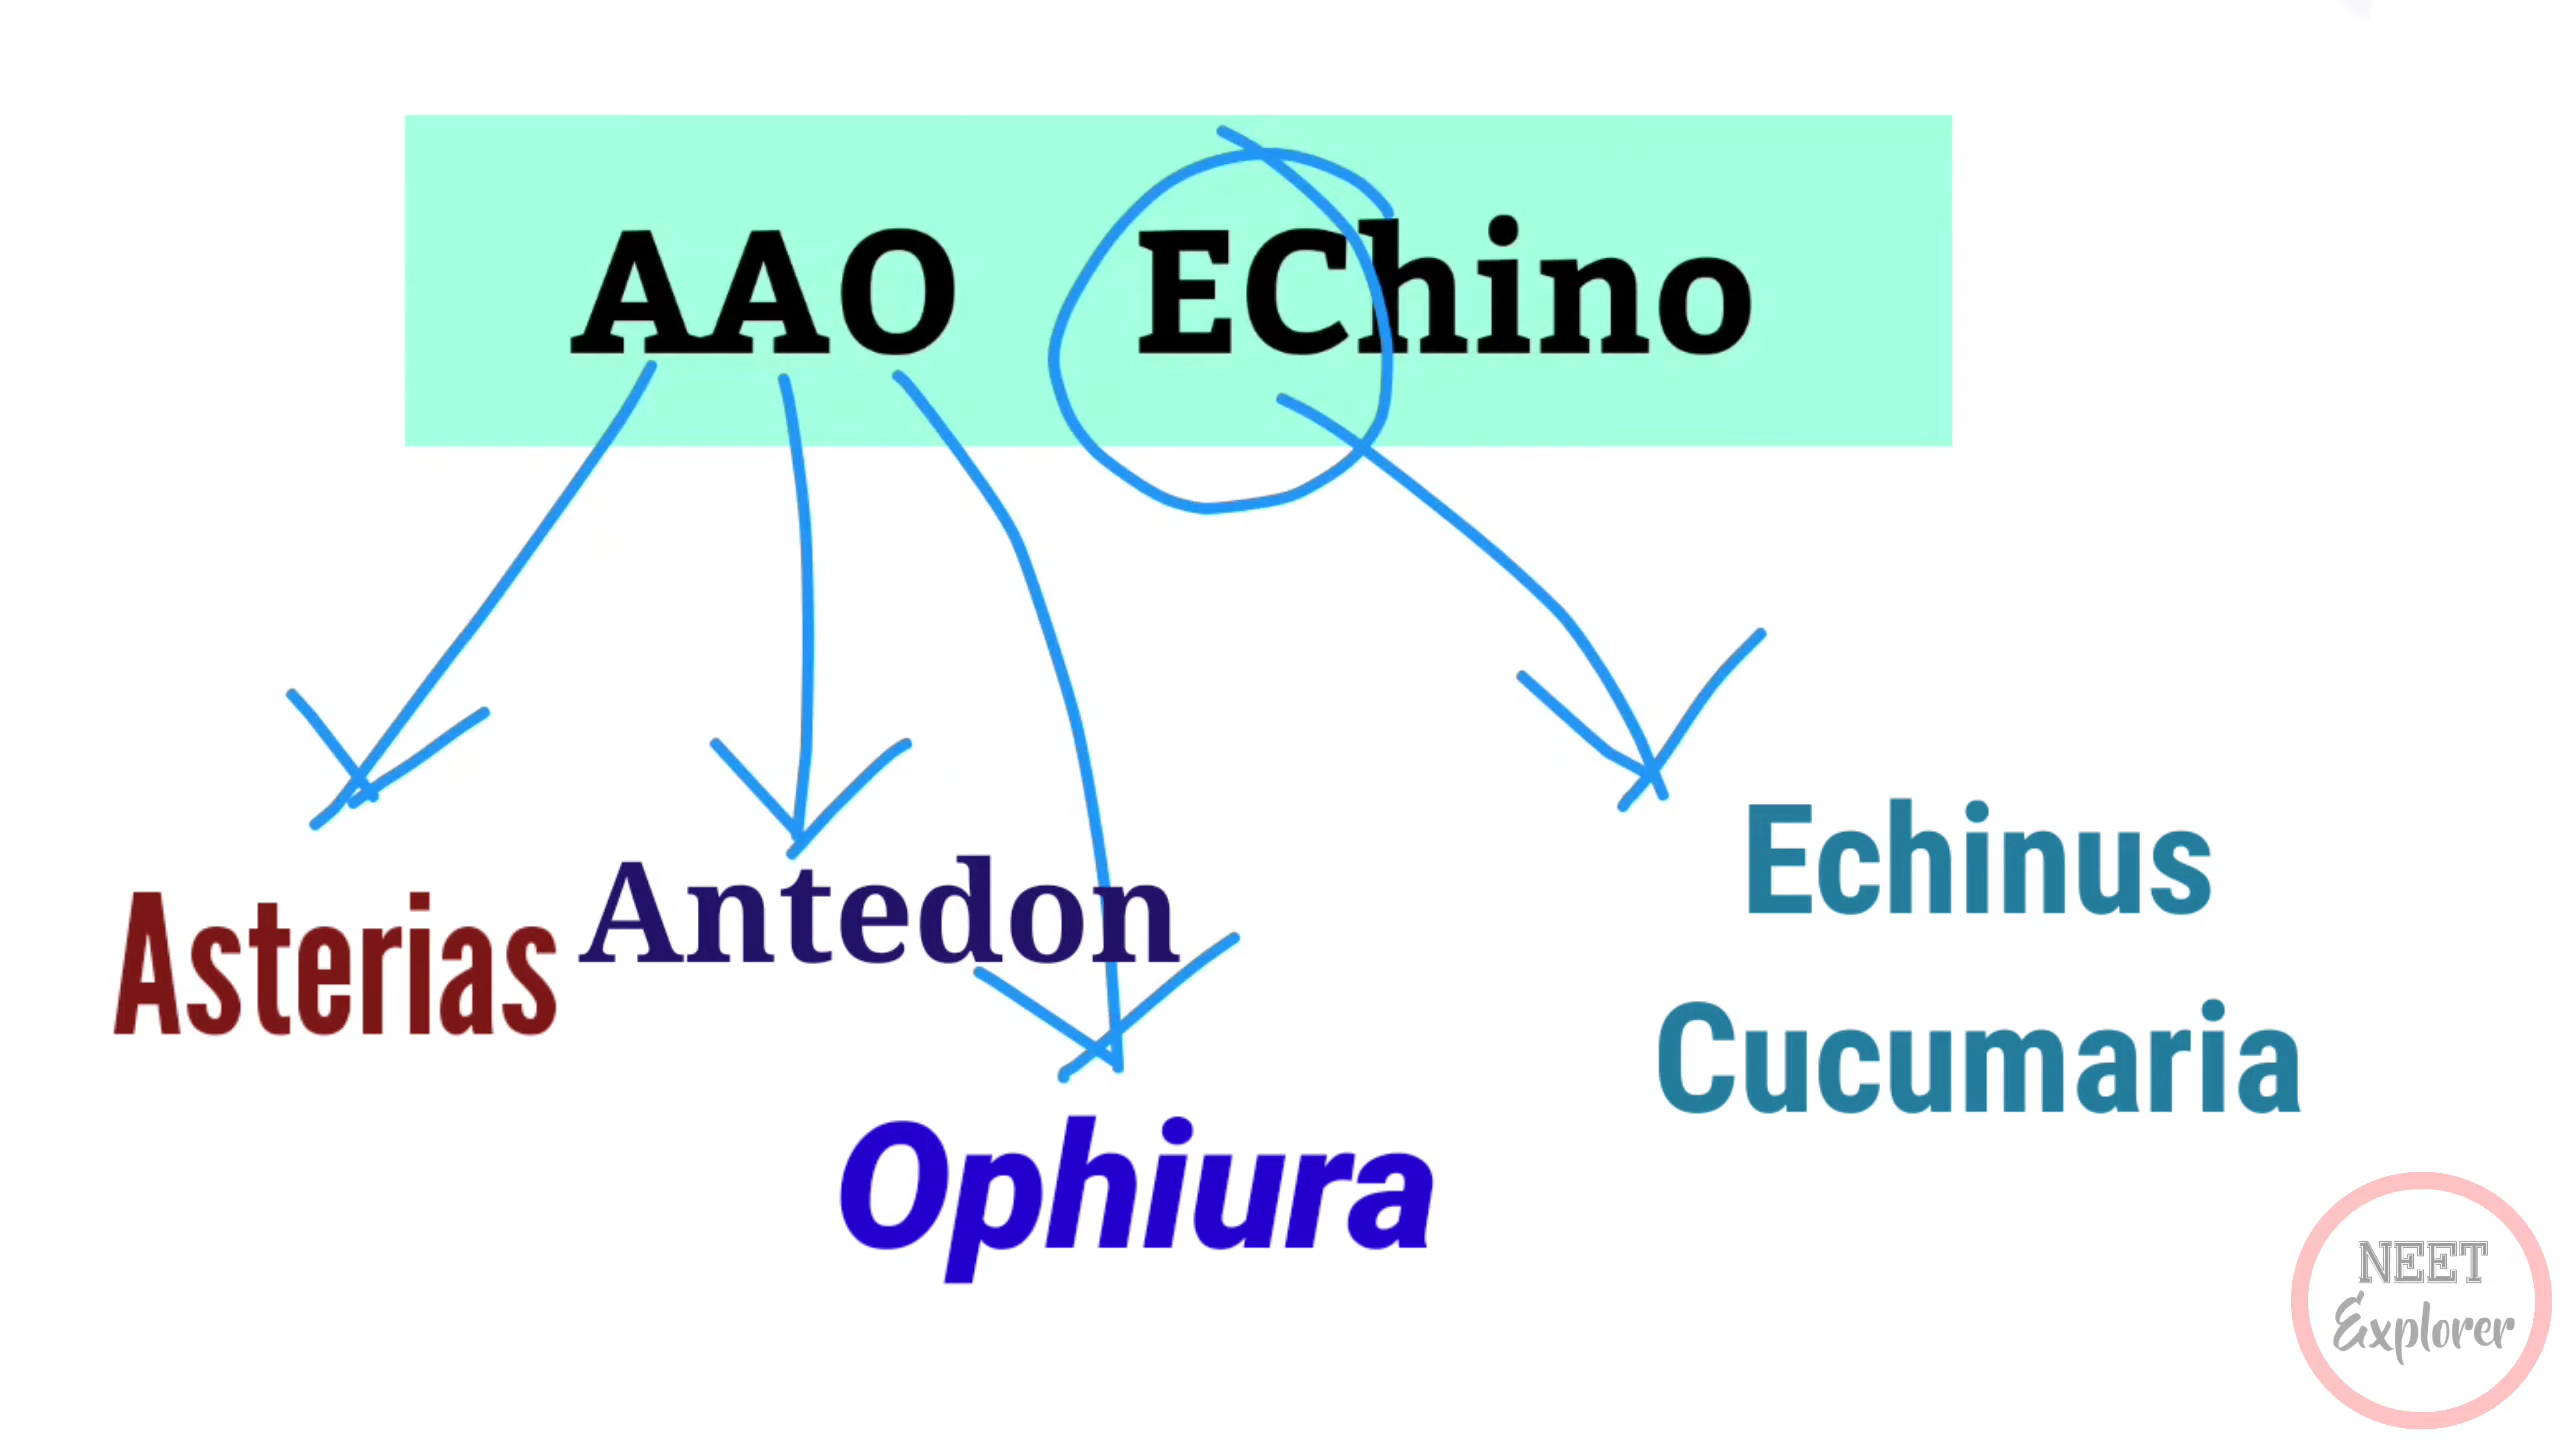 AAO EChino
Asterias
Antedon
Ophiura
Echinus
Cucumaria
NEET
Explorer